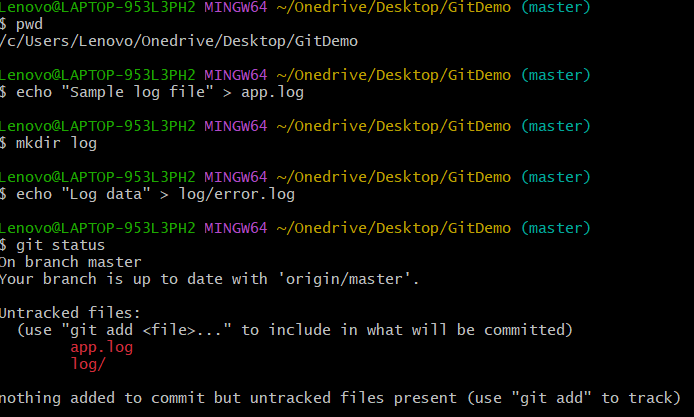 Lenovo@LAPTOP-953L3PH2 MINGW64 ~/Onedrive/Desktop/GitDemo (master)
$ pwd
/c/Users/Lenovo/Onedrive/Desktop/GitDemo

Lenovo@LAPTOP-953L3PH2 MINGW64 ~/Onedrive/Desktop/GitDemo (master)
$ echo "Sample log file" > app.log

Lenovo@LAPTOP-953L3PH2 MINGW64 ~/Onedrive/Desktop/GitDemo (master)
$ mkdir log

Lenovo@LAPTOP-953L3PH2 MINGW64 ~/Onedrive/Desktop/GitDemo (master)
$ echo "Log data" > log/error.log

Lenovo@LAPTOP-953L3PH2 MINGW64 ~/Onedrive/Desktop/GitDemo (master)
$ git status
On branch master
Your branch is up to date with 'origin/master'.

Untracked files:
  (use "git add <file>..." to include in what will be committed)
        app.log
        log/

nothing added to commit but untracked files present (use "git add" to track)